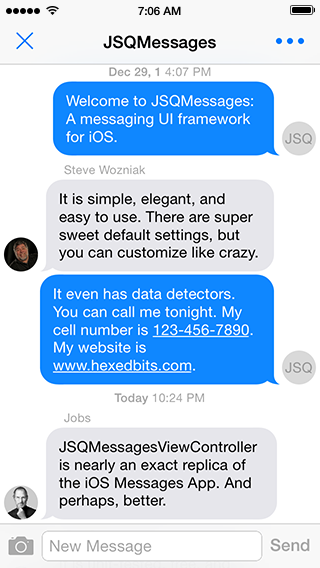 7:06 AM
JSQMessages
Dec 29, 1 4:07 PM
Welcome to JSQMessages:
A messaging UI framework
for iOS.
JSQ
Steve Wozniak
It is simple, elegant, and
easy to use. There are super
sweet default settings, but
you can customize like crazy.
It even has data detectors.
You can call me tonight. My
cell number is 123-456-7890.
My website is
www.hexedbits.com.
JSQ
Today 10:24 PM
Jobs
JSQMessagesViewController
is nearly an exact replica of
the iOS Messages App. And
perhaps, better.
New Message
Send